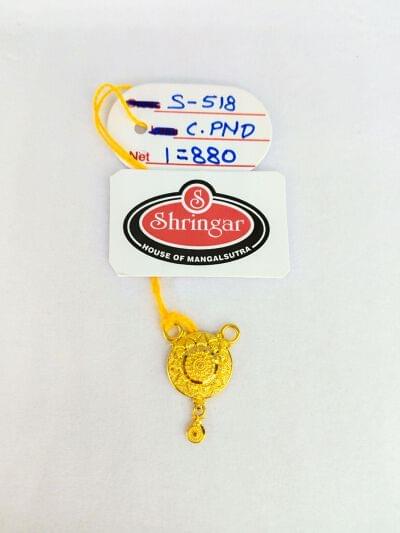 S-518
C. PND
Net 1=880
S
Shringar
HOUSE OF MANGALSUTRA